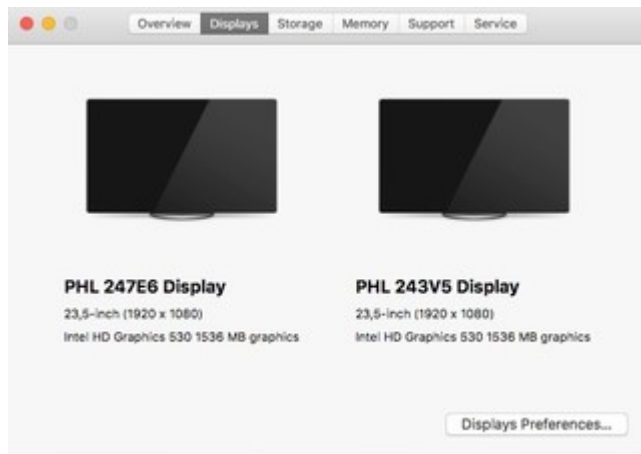 Overview Displays Storage Memory Support Service
PHL 247E6 Display
23,5-inch (1920 x 1080)
Intel HD Graphics 530 1536 MB graphics
PHL 243V5 Display
23,5-inch (1920 x 1080)
Intel HD Graphics 530 1536 MB graphics
Displays Preferences...